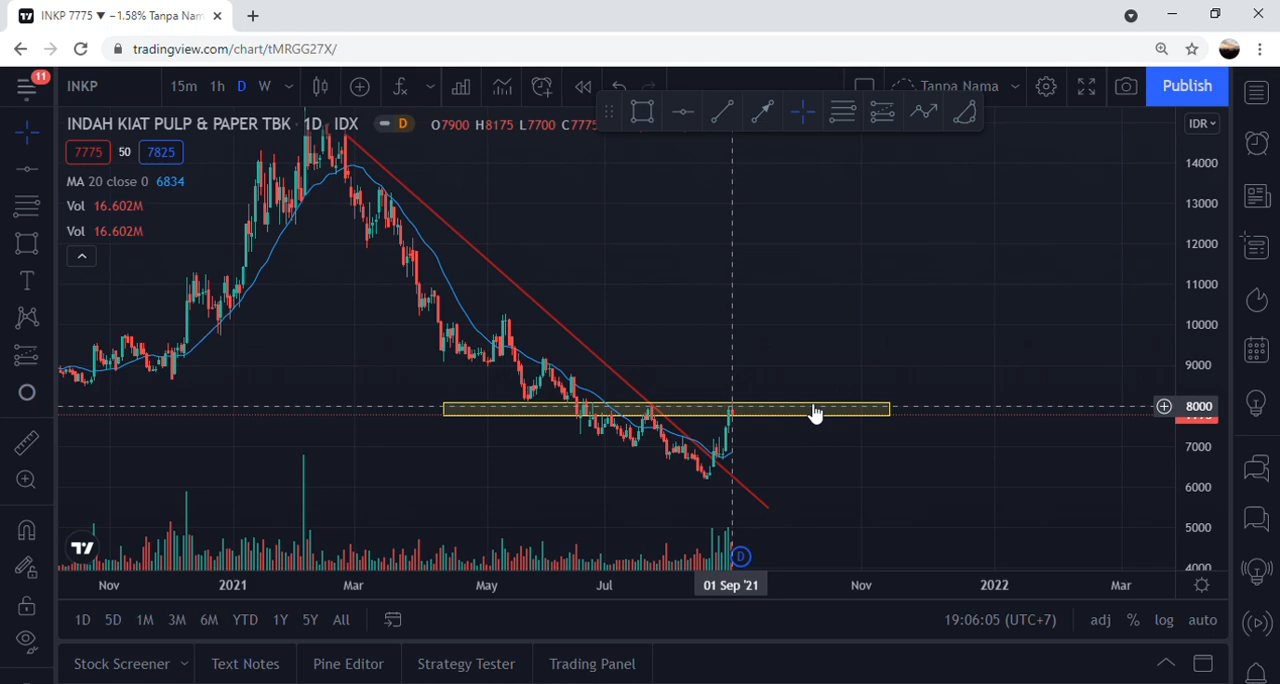 INKP 7775 ▼ −1.58% Tanpa Nam
tradingview.com/chart/tMRGG27X/
11
INKP 15m 1h D W Tanpa Nama Publish
INDAH KIAT PULP & PAPER TBK · 1D · IDX D O7900 H8175 L7700 C7775
IDR
7775 50 7825
MA 20 close 0 6834
Vol 16.602M
Vol 16.602M
14000
13000
12000
11000
10000
9000
8000
7000
6000
5000
4000
D
Nov 2021 Mar May Jul 01 Sep '21 Nov 2022 Mar
1D 5D 1M 3M 6M YTD 1Y 5Y All 19:06:05 (UTC+7) adj % log auto
Stock Screener Text Notes Pine Editor Strategy Tester Trading Panel